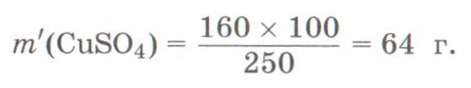 m′(CuSO₄) = 160 × 100 / 250 = 64 г.